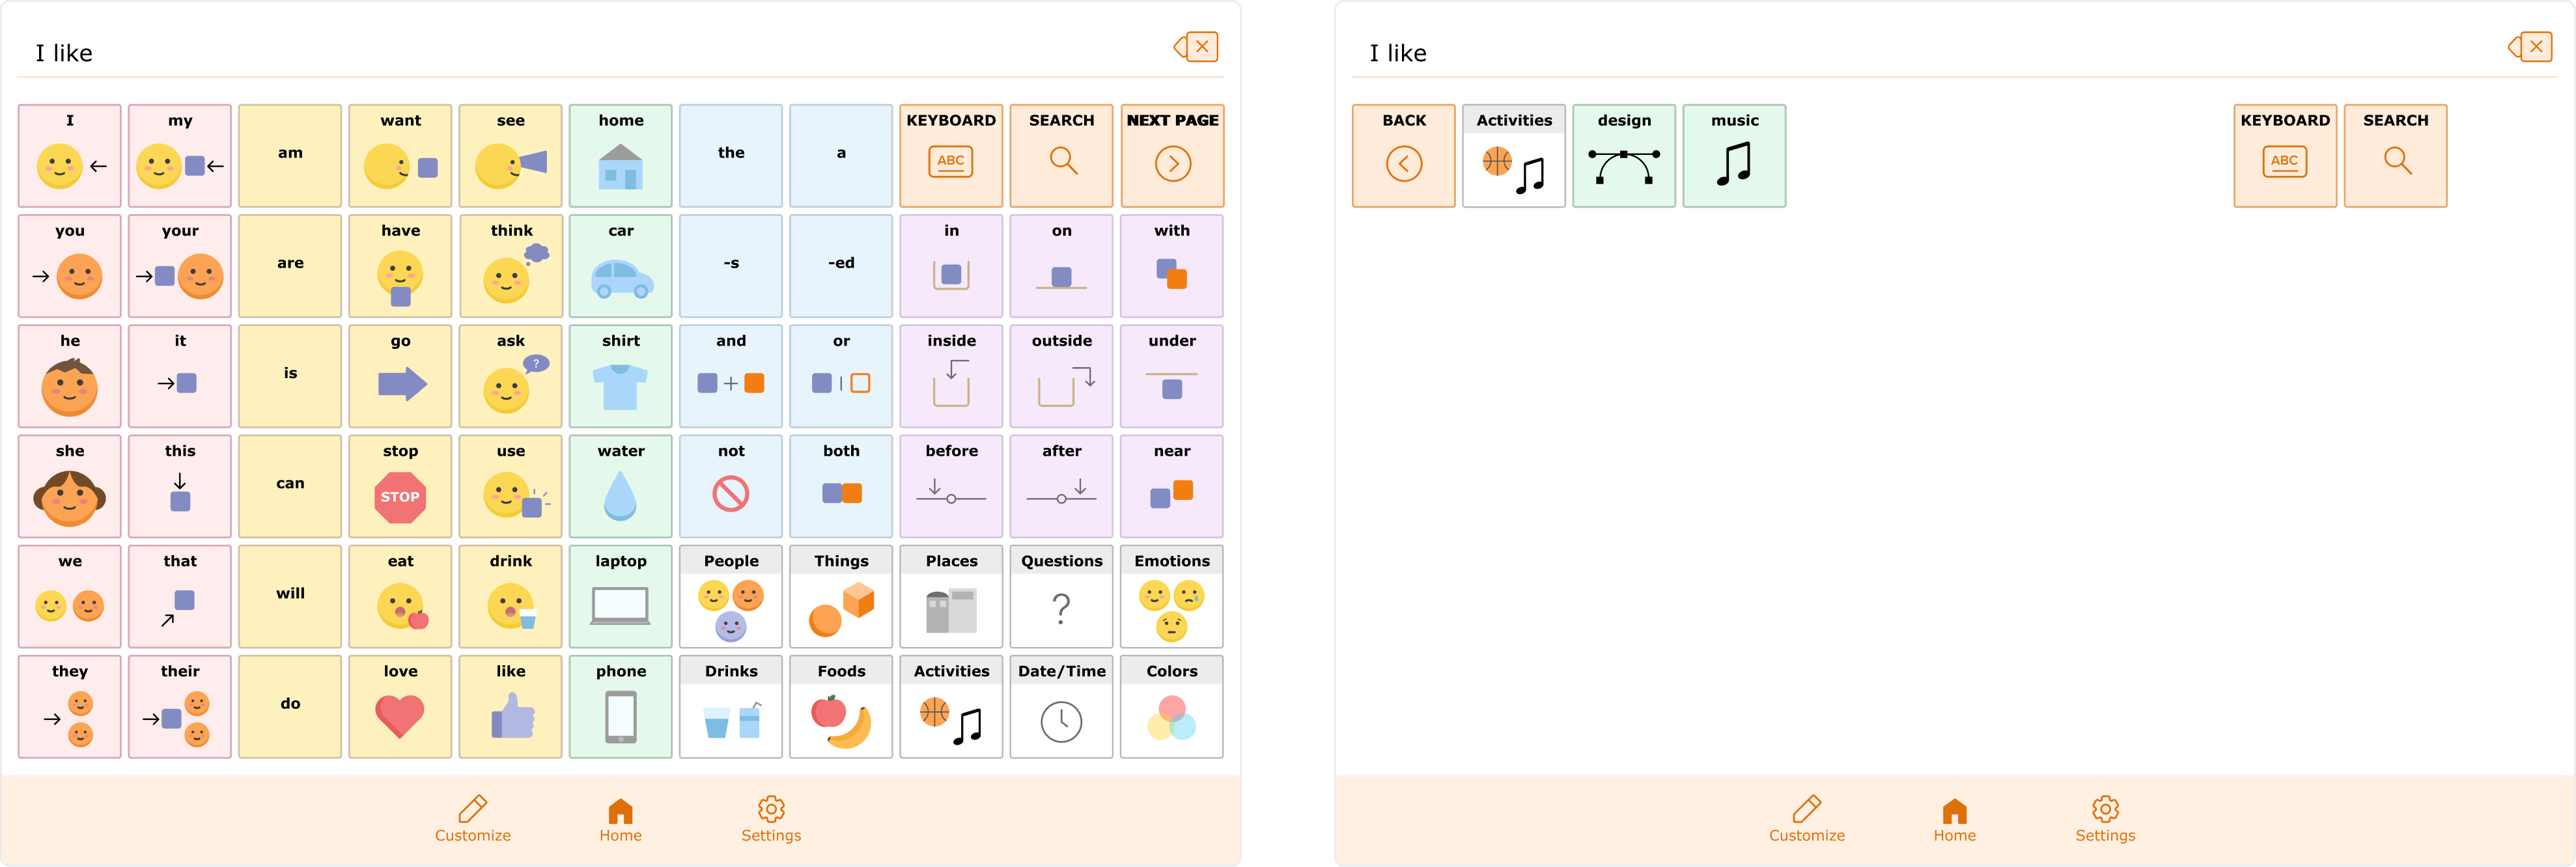 I like
I my am want see home the a KEYBOARD SEARCH NEXT PAGE
ABC
you your are have think car -s -ed in on with
he it is go ask shirt and or inside outside under
?
she this can stop use water not both before after near
STOP
we that will eat drink laptop People Things Places Questions Emotions
?
they their do love like phone Drinks Foods Activities Date/Time Colors
Customize Home Settings
I like
BACK Activities design music KEYBOARD SEARCH
ABC
Customize Home Settings